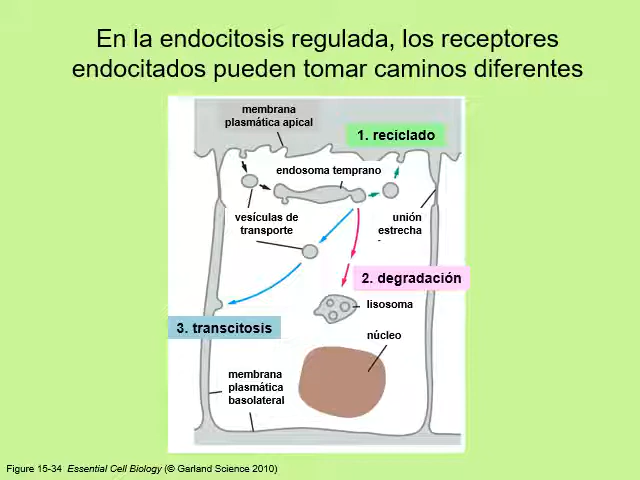 En la endocitosis regulada, los receptores
endocitados pueden tomar caminos diferentes
membrana
plasmática apical
1. reciclado
endosoma temprano
vesículas de
transporte
unión
estrecha
2. degradación
lisosoma
3. transcitosis
núcleo
membrana
plasmática
basolateral
Figure 15-34 Essential Cell Biology (© Garland Science 2010)